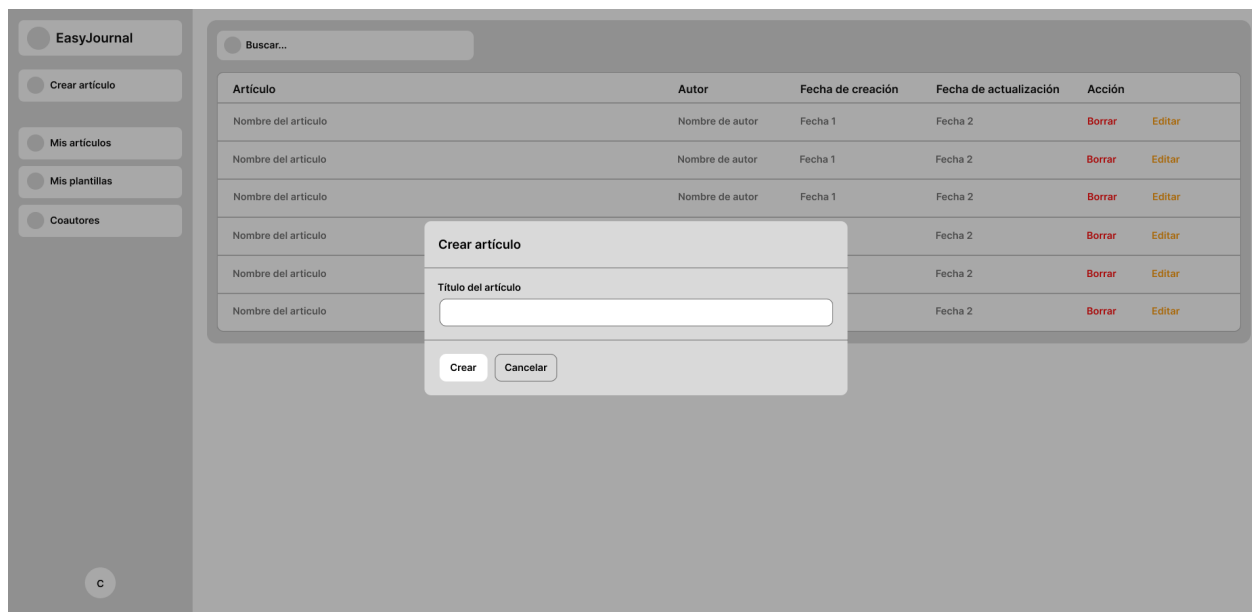 EasyJournal
Crear artículo
Mis artículos
Mis plantillas
Coautores
C
Buscar...
Artículo Autor Fecha de creación Fecha de actualización Acción
Nombre del articulo Nombre de autor Fecha 1 Fecha 2 Borrar Editar
Nombre del articulo Nombre de autor Fecha 1 Fecha 2 Borrar Editar
Nombre del articulo Nombre de autor Fecha 1 Fecha 2 Borrar Editar
Nombre del articulo Fecha 2 Borrar Editar
Nombre del articulo Fecha 2 Borrar Editar
Nombre del articulo Fecha 2 Borrar Editar
Crear artículo
Título del artículo
Crear Cancelar